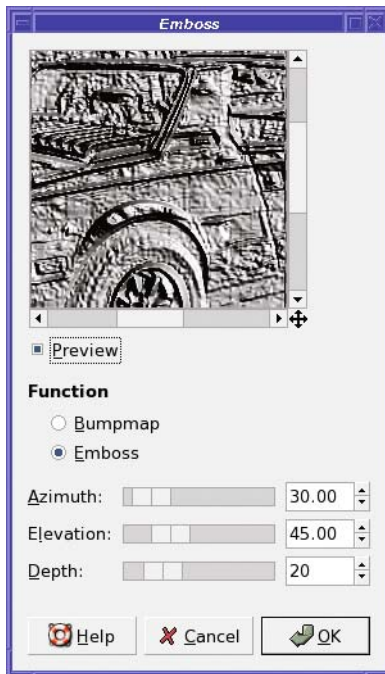 Emboss
Preview
Function
Bumpmap
Emboss
Azimuth: 30.00
Elevation: 45.00
Depth: 20
Help Cancel OK